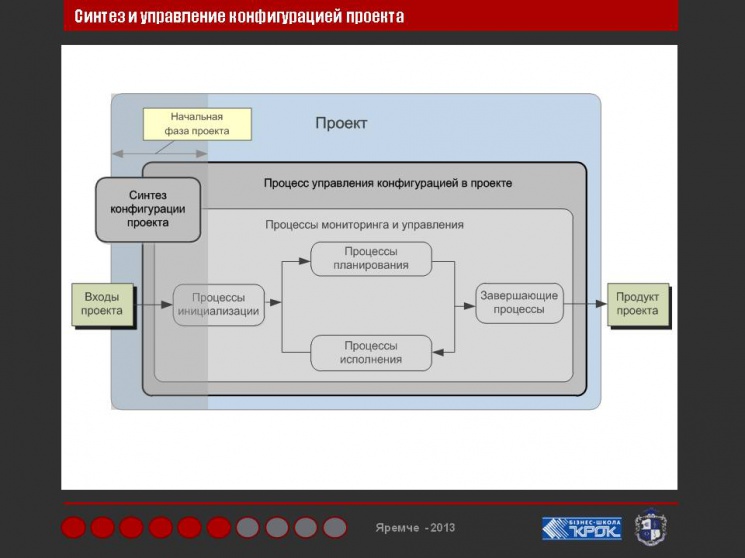 Синтез и управление конфигурацией проекта
Начальная
фаза проекта
Проект
Синтез
конфигурации
проекта
Процесс управления конфигурацией в проекте
Процессы мониторинга и управления
Процессы
планирования
Входы
проекта
Процессы
инициализации
Завершающие
процессы
Продукт
проекта
Процессы
исполнения
Яремче - 2013
БІЗНЕС-ШКОЛА
КРОК